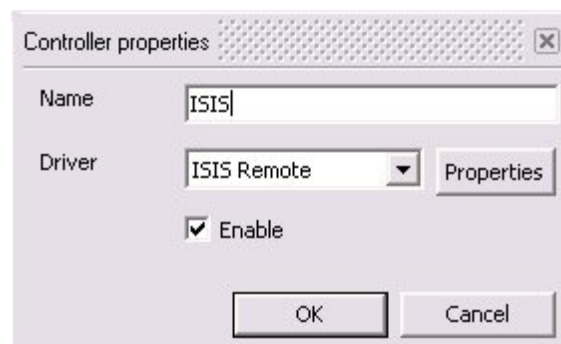 Controller properties
Name ISIS
Driver ISIS Remote Properties
Enable
OK Cancel